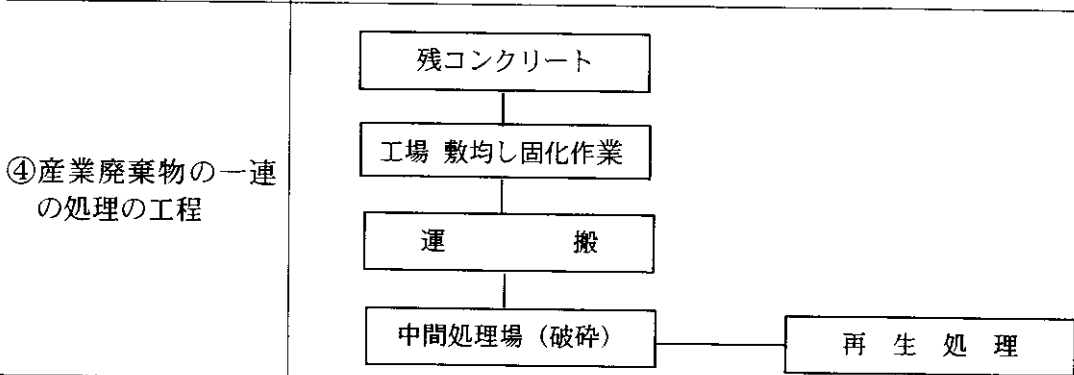 ④産業廃棄物の一連
の処理の工程
残コンクリート
工場 敷均し固化作業
運搬
中間処理場（破砕）
再生処理